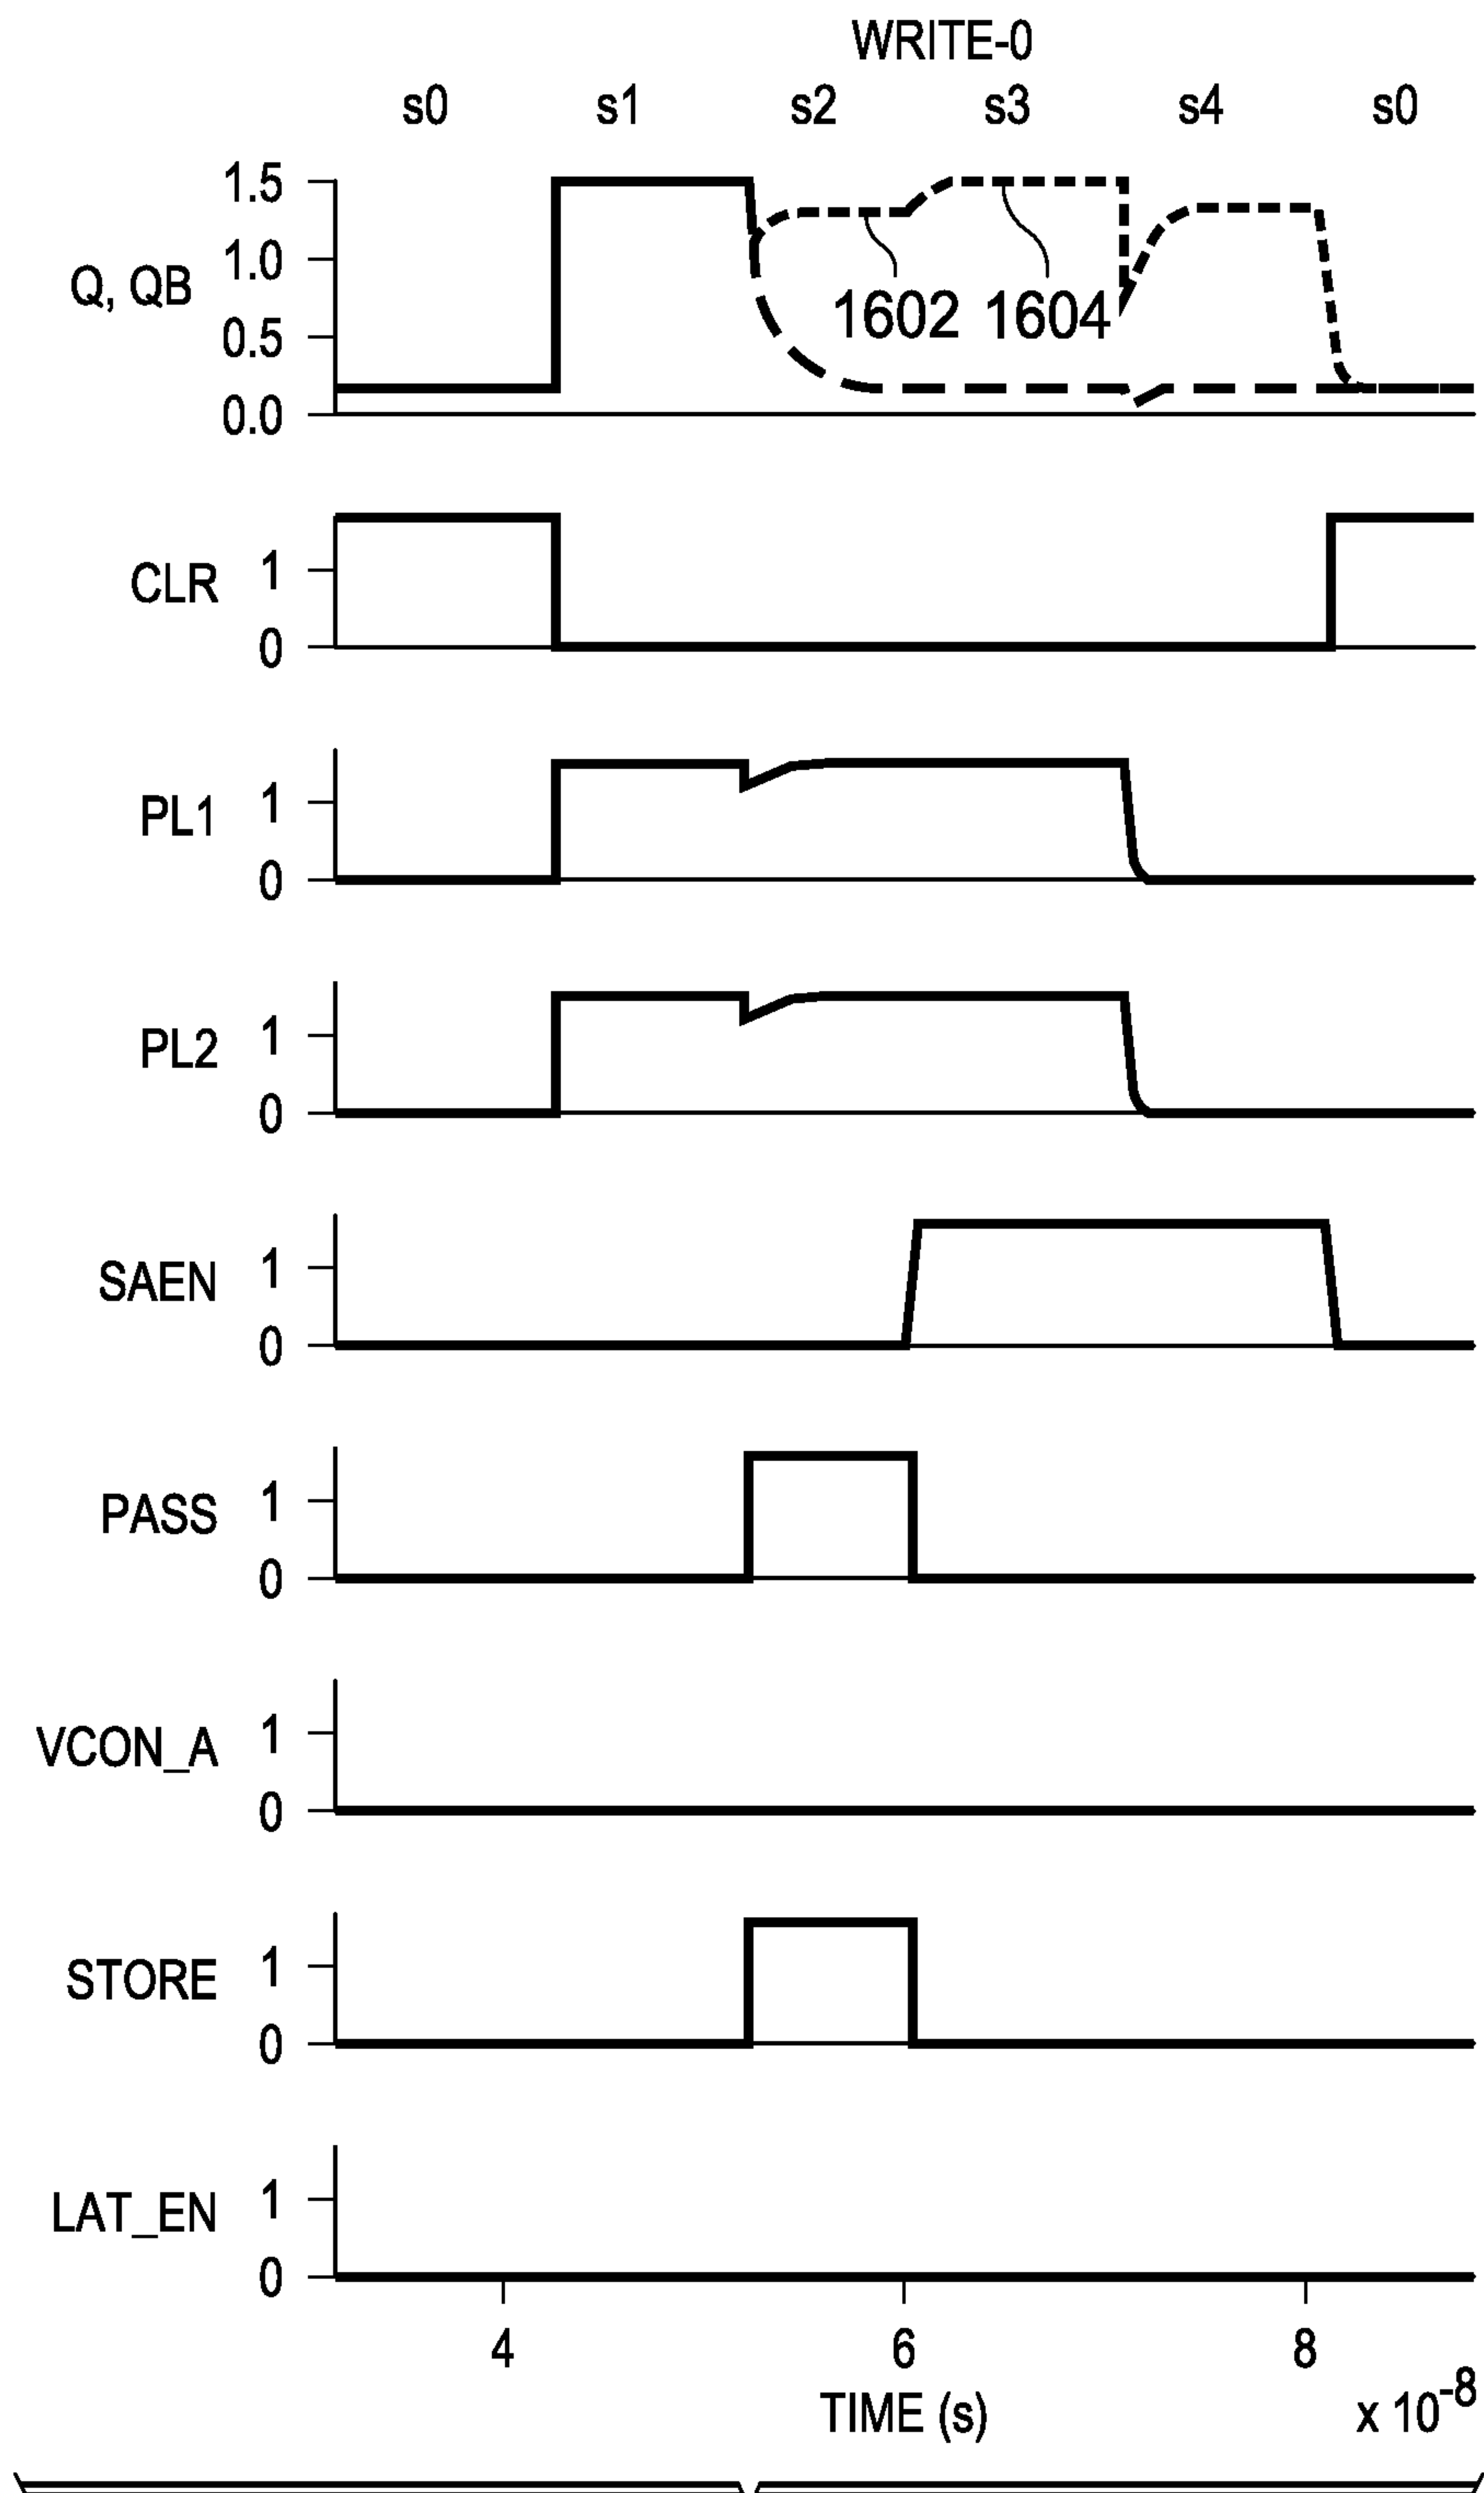 WRITE-0
s0 s1 s2 s3 s4 s0
1.5
1.0
Q, QB
0.5
0.0
1602 1604
1
CLR
0
1
PL1
0
1
PL2
0
1
SAEN
0
1
PASS
0
1
VCON_A
0
1
STORE
0
1
LAT_EN
0
4 6 8
TIME (s) x 10-8